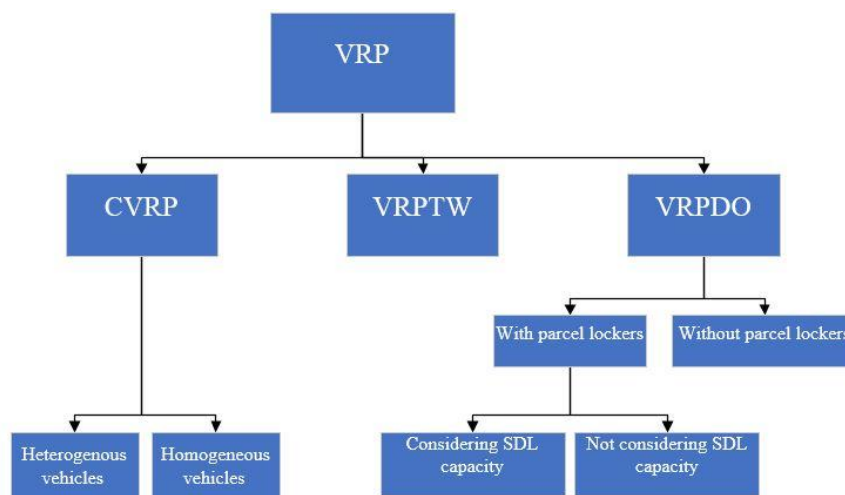 VRP
CVRP
VRPTW
VRPDO
With parcel lockers
Without parcel lockers
Heterogenous
vehicles
Homogeneous
vehicles
Considering SDL
capacity
Not considering SDL
capacity